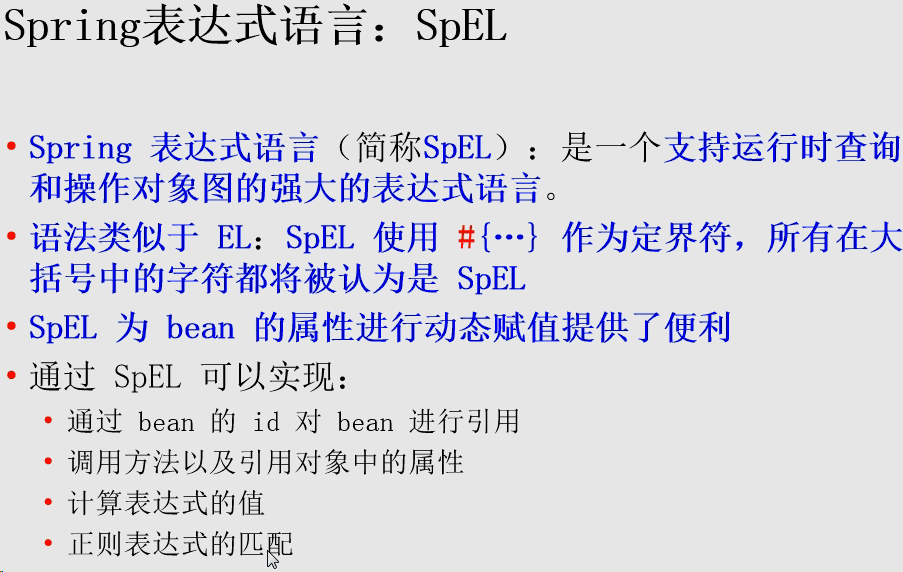 Spring表达式语言：SpEL
• Spring 表达式语言（简称SpEL）：是一个支持运行时查询
和操作对象图的强大的表达式语言。
• 语法类似于 EL：SpEL 使用 #{…} 作为定界符，所有在大
括号中的字符都将被认为是 SpEL
• SpEL 为 bean 的属性进行动态赋值提供了便利
• 通过 SpEL 可以实现：
• 通过 bean 的 id 对 bean 进行引用
• 调用方法以及引用对象中的属性
• 计算表达式的值
• 正则表达式的匹配